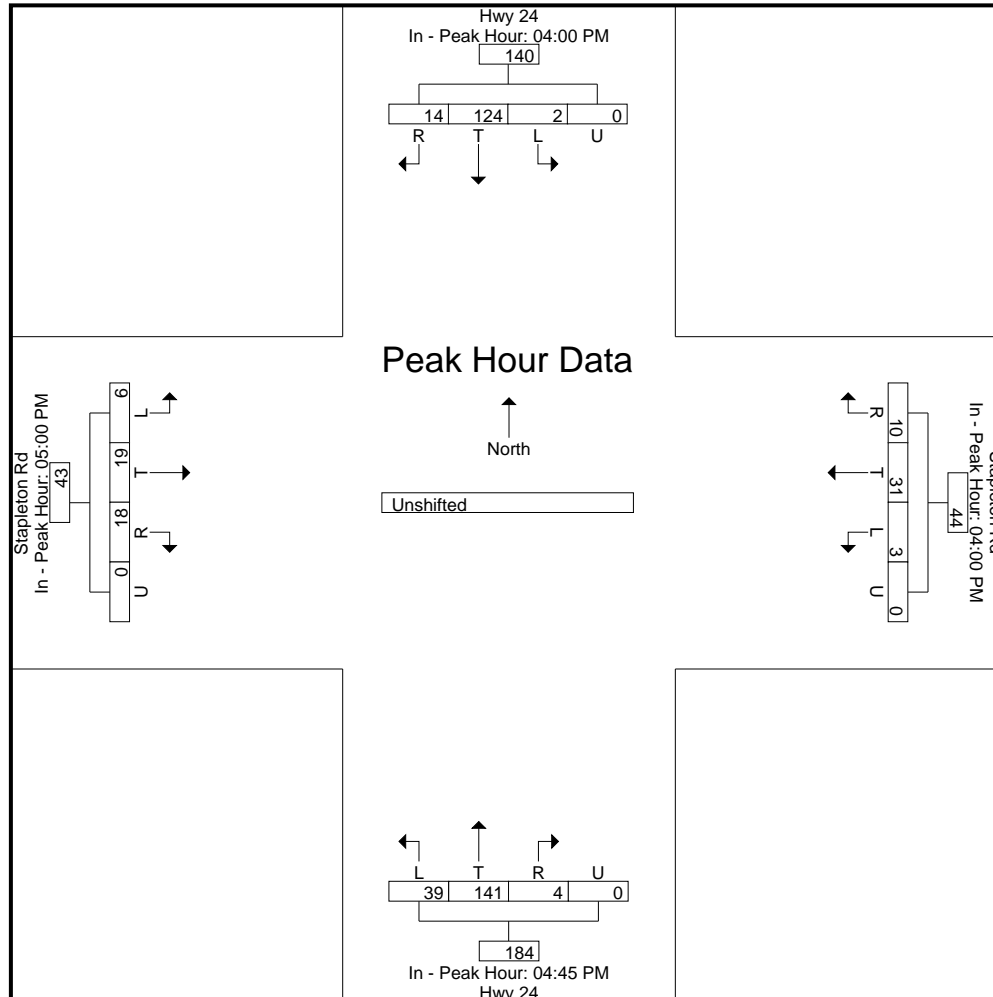 Hwy 24
In - Peak Hour: 04:00 PM
140
14 124 2 0
R T L U
Peak Hour Data
North
Unshifted
Stapleton Rd
In - Peak Hour: 05:00 PM
43
6 19 18 0
L T R U
R T L U
10 31 3 0
44
In - Peak Hour: 04:00 PM
Stapleton Rd
L T R U
39 141 4 0
184
In - Peak Hour: 04:45 PM
Hwy 24